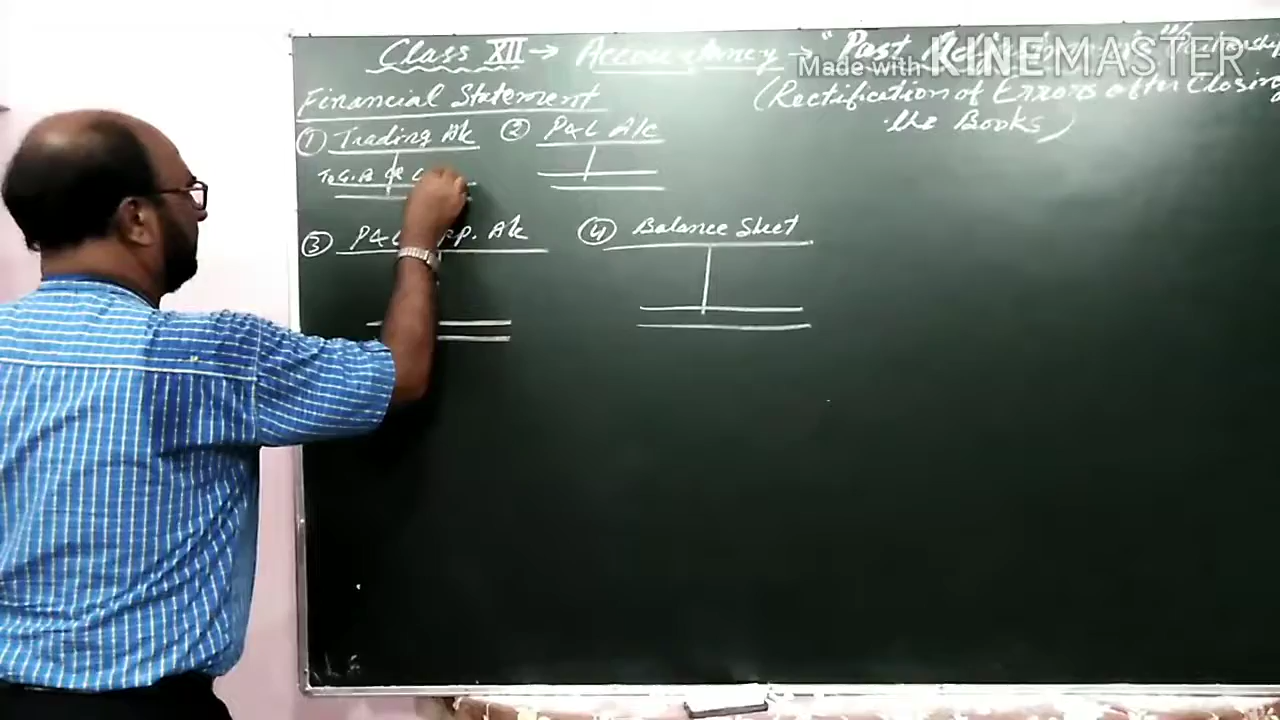 Class XII → Accountancy → "Past
Made with KINEMASTER
(Rectification of Errors after Closing
the Books)
Financial Statement
① Trading A/c ② P&L A/c
To G.P.
③ P&L App. A/c ④ Balance Sheet